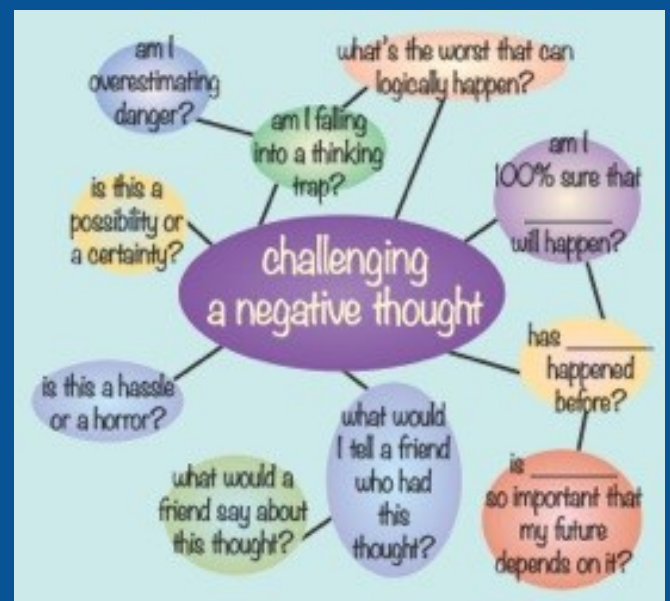 am I
overestimating
danger?
what's the worst that can
logically happen?
am I falling
into a thinking
trap?
am I
100% sure that
__________
will happen?
is this a
possibility or
a certainty?
challenging
a negative thought
has __________
happened
before?
is this a hassle
or a horror?
what would
I tell a friend
who had
this
thought?
what would a
friend say about
this thought?
is __________
so important that
my future
depends on it?